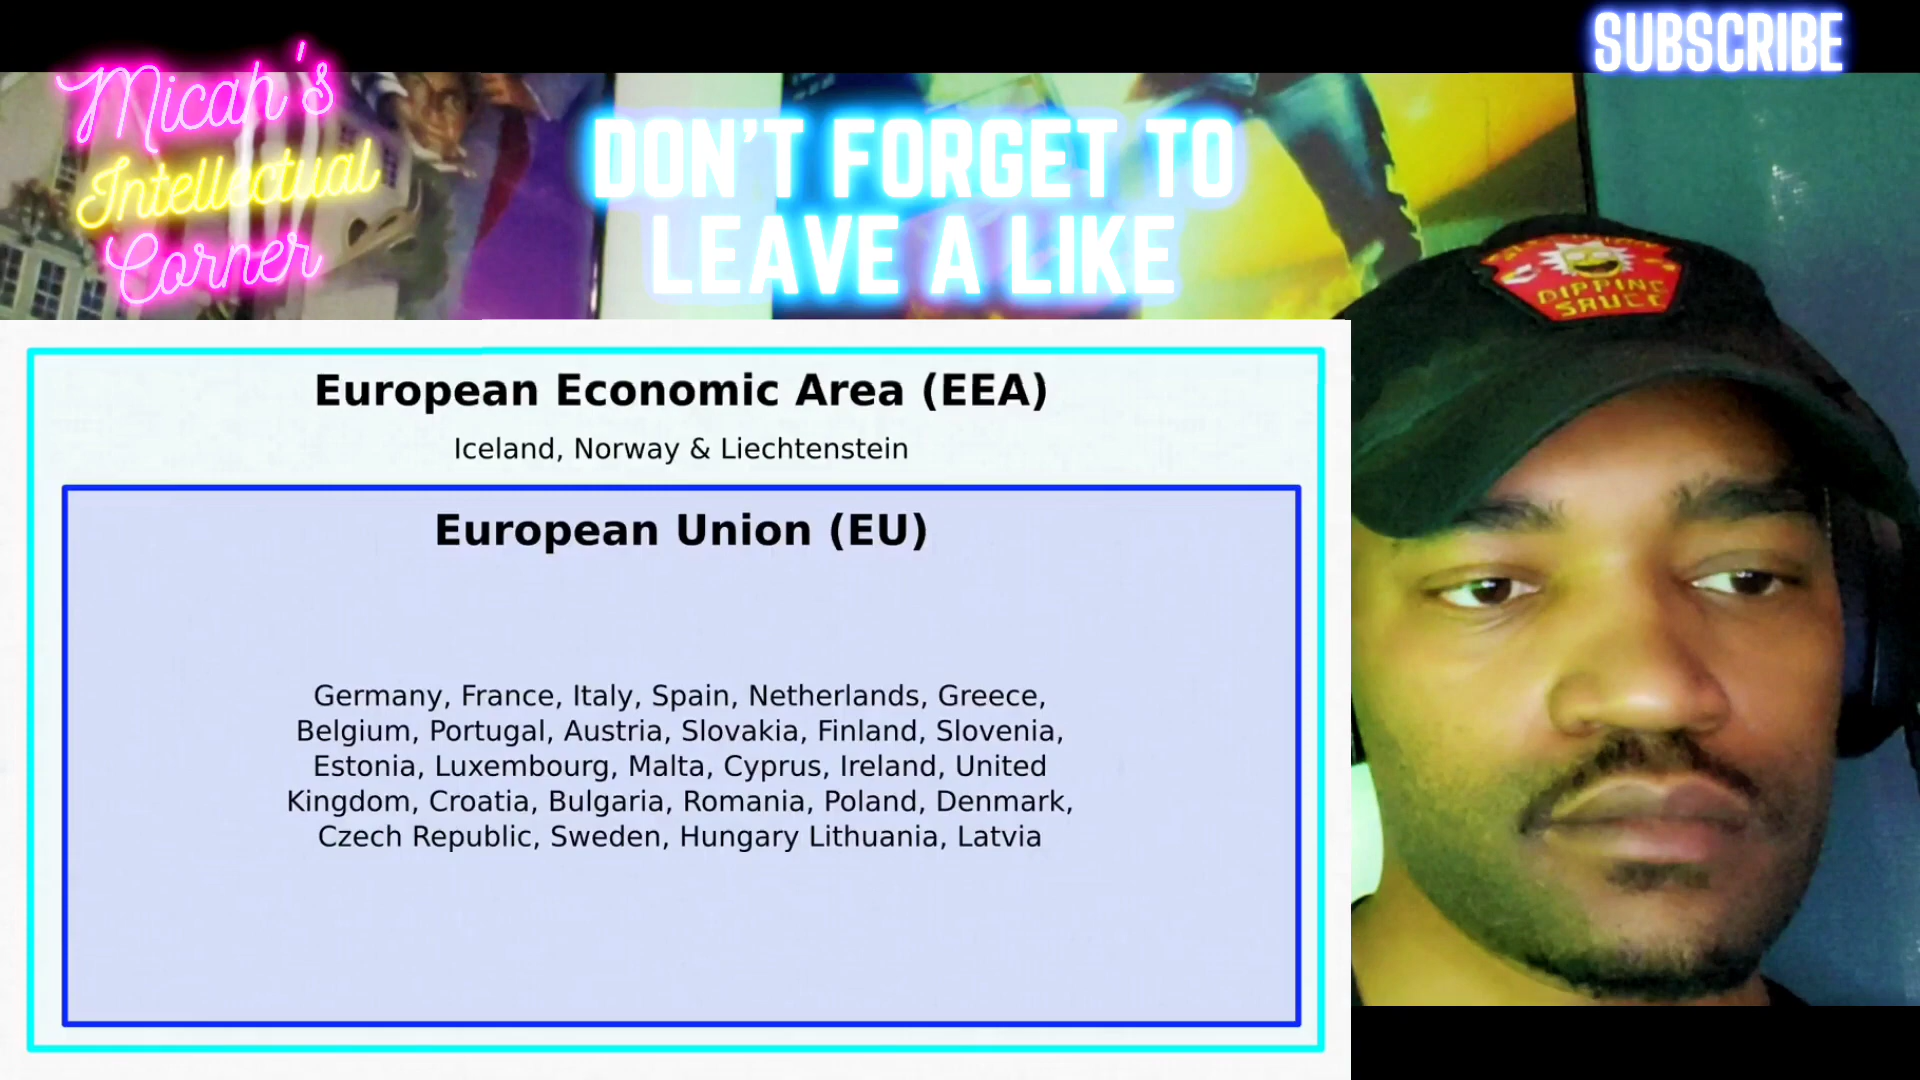 SUBSCRIBE
Micah's
Intellectual
Corner
DON'T FORGET TO
LEAVE A LIKE
DIPPING
SAUCE
European Economic Area (EEA)
Iceland, Norway & Liechtenstein
European Union (EU)
Germany, France, Italy, Spain, Netherlands, Greece,
Belgium, Portugal, Austria, Slovakia, Finland, Slovenia,
Estonia, Luxembourg, Malta, Cyprus, Ireland, United
Kingdom, Croatia, Bulgaria, Romania, Poland, Denmark,
Czech Republic, Sweden, Hungary Lithuania, Latvia